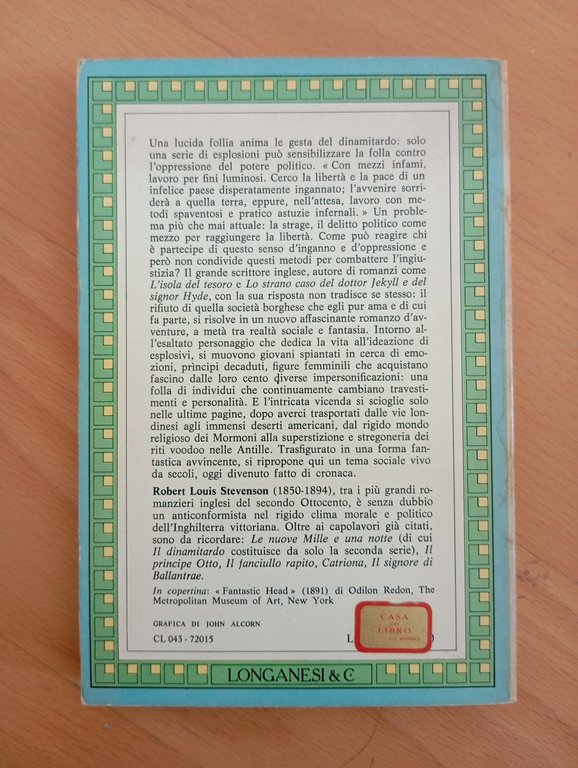 Una lucida follia anima le gesta del dinamitardo: solo
una serie di esplosioni può sensibilizzare la folla contro
l'oppressione del potere politico. « Con mezzi infami,
lavoro per fini luminosi. Cerco la libertà e la pace di un
infelice paese disperatamente ingannato; l'avvenire sorri-
derà a quella terra, eppure, nell'attesa, lavoro con me-
todi spaventosi e pratico astuzie infernali. » Un proble-
ma più che mai attuale: la strage, il delitto politico come
mezzo per raggiungere la libertà. Come può reagire chi
è partecipe di questo senso d'inganno e d'oppressione e
però non condivide questi metodi per combattere l'ingiu-
stizia? Il grande scrittore inglese, autore di romanzi come
L'isola del tesoro e Lo strano caso del dottor Jekyll e del
signor Hyde, con la sua risposta non tradisce se stesso: il
rifiuto di quella società borghese che egli pur ama e di cui
fa parte, si risolve in un nuovo affascinante romanzo d'av-
venture, a metà tra realtà sociale e fantasia. Intorno al-
l'esaltato personaggio che dedica la vita all'ideazione di
esplosivi, si muovono giovani spiantati in cerca di emo-
zioni, prìncipi decaduti, figure femminili che acquistano
fascino dalle loro cento diverse impersonificazioni: una
folla di individui che continuamente cambiano travesti-
menti e personalità. E l'intricata vicenda si scioglie solo
nelle ultime pagine, dopo averci trasportati dalle vie lon-
dinesi agli immensi deserti americani, dal rigido mondo
religioso dei Mormoni alla superstizione e stregoneria dei
riti voodoo nelle Antille. Trasfigurato in una forma fan-
tastica avvincente, si ripropone qui un tema sociale vivo
da secoli, oggi divenuto fatto di cronaca.
Robert Louis Stevenson (1850-1894), tra i più grandi ro-
manzieri inglesi del secondo Ottocento, è senza dubbio
un anticonformista nel rigido clima morale e politico
dell'Inghilterra vittoriana. Oltre ai capolavori già citati,
sono da ricordare: Le nuove Mille e una notte (di cui
Il dinamitardo costituisce da solo la seconda serie), Il
principe Otto, Il fanciullo rapito, Catriona, Il signore di
Ballantrae.
In copertina: « Fantastic Head » (1891) di Odilon Redon, The
Metropolitan Museum of Art, New York
GRAFICA DI JOHN ALCORN
CL 043 - 72015
CASA
del
LIBRO
LONGANESI & C